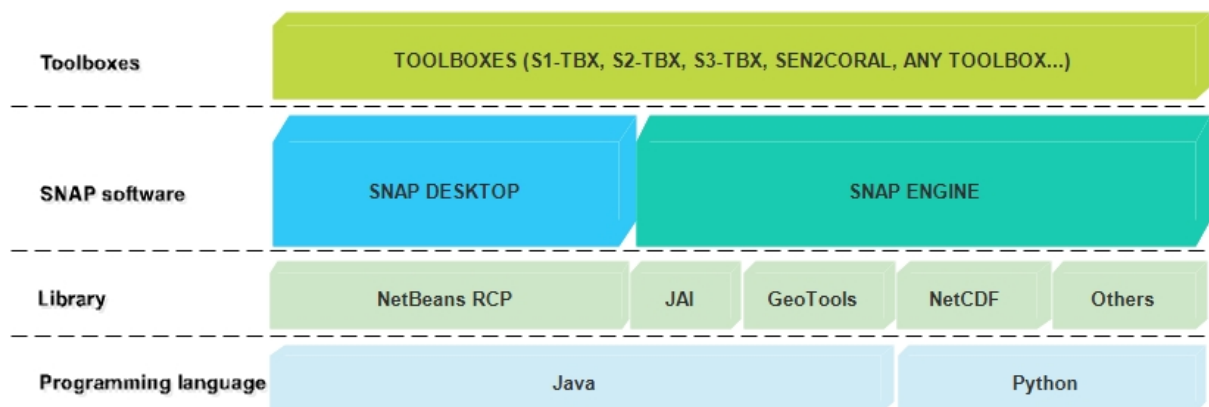 Toolboxes
TOOLBOXES (S1-TBX, S2-TBX, S3-TBX, SEN2CORAL, ANY TOOLBOX...)
SNAP software
SNAP DESKTOP
SNAP ENGINE
Library
NetBeans RCP
JAI
GeoTools
NetCDF
Others
Programming language
Java
Python